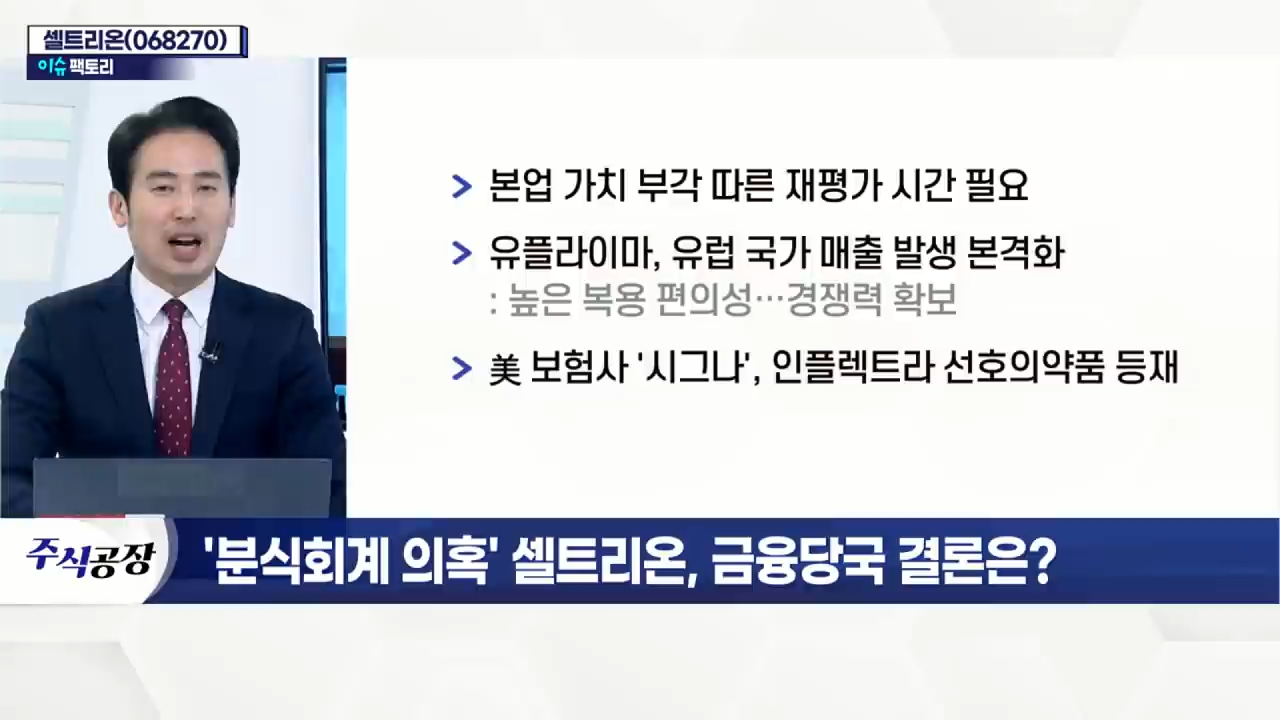 셀트리온(068270)
이슈 팩토리
> 본업 가치 부각 따른 재평가 시간 필요
> 유플라이마, 유럽 국가 매출 발생 본격화
: 높은 복용 편의성…경쟁력 확보
> 美 보험사 '시그나', 인플렉트라 선호의약품 등재
주식공장
'분식회계 의혹' 셀트리온, 금융당국 결론은?